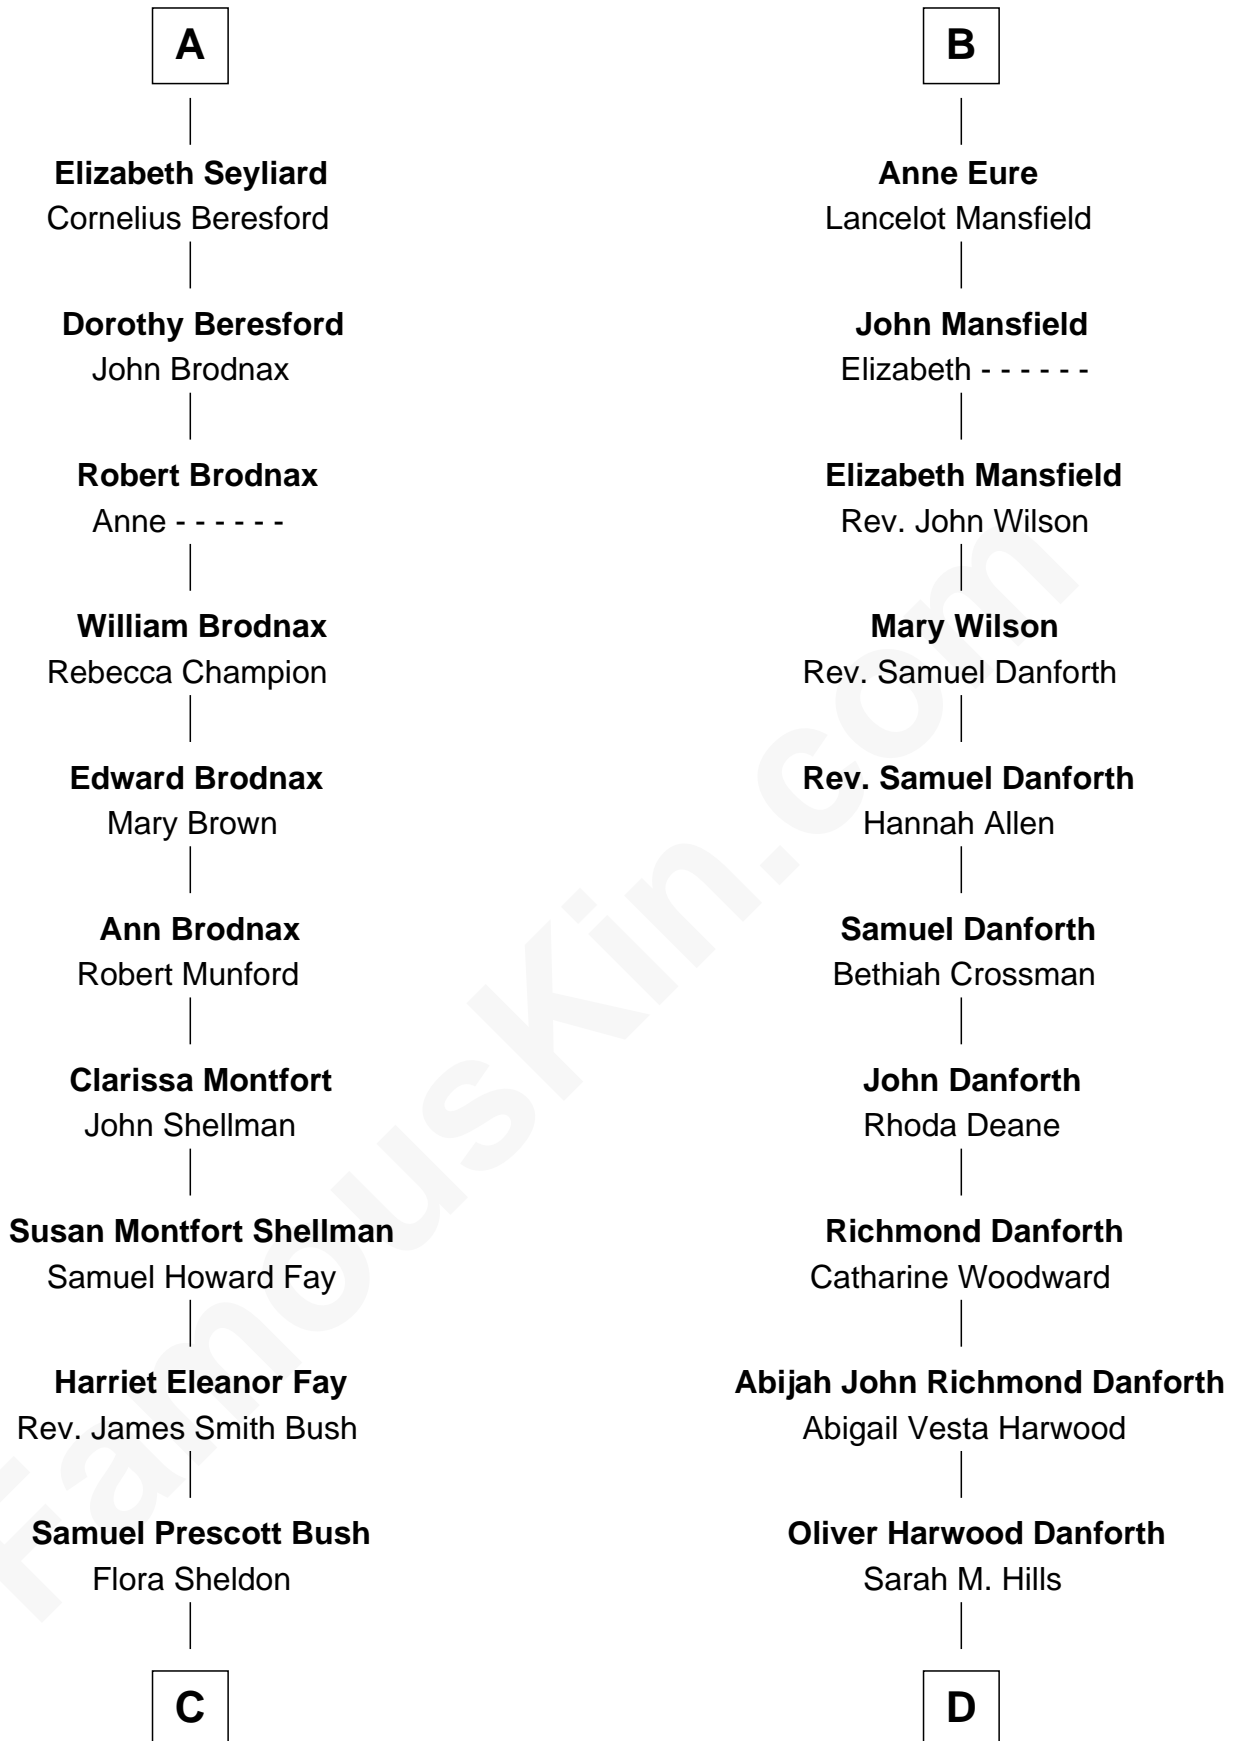 A
Elizabeth Seyliard
Cornelius Beresford
Dorothy Beresford
John Brodnax
Robert Brodnax
Anne - - - - - -
William Brodnax
Rebecca Champion
Edward Brodnax
Mary Brown
Ann Brodnax
Robert Munford
Clarissa Montfort
John Shellman
Susan Montfort Shellman
Samuel Howard Fay
Harriet Eleanor Fay
Rev. James Smith Bush
Samuel Prescott Bush
Flora Sheldon
C
B
Anne Eure
Lancelot Mansfield
John Mansfield
Elizabeth - - - - - -
Elizabeth Mansfield
Rev. John Wilson
Mary Wilson
Rev. Samuel Danforth
Rev. Samuel Danforth
Hannah Allen
Samuel Danforth
Bethiah Crossman
John Danforth
Rhoda Deane
Richmond Danforth
Catharine Woodward
Abijah John Richmond Danforth
Abigail Vesta Harwood
Oliver Harwood Danforth
Sarah M. Hills
D
FamousKin.com